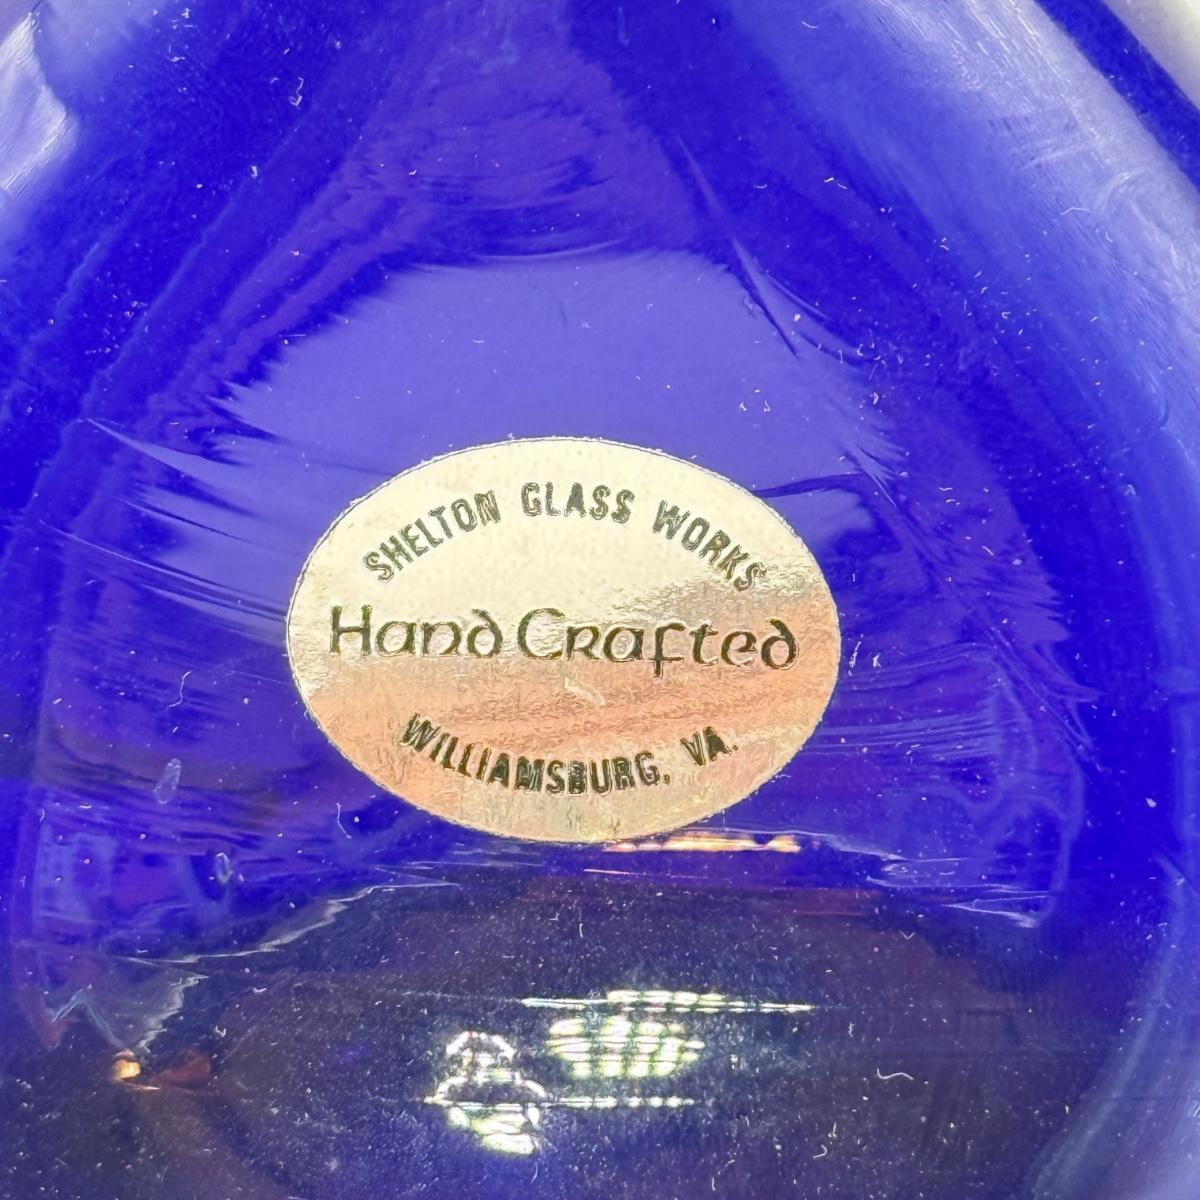 SHELTON GLASS WORKS
Hand Crafted
WILLIAMSBURG, VA.